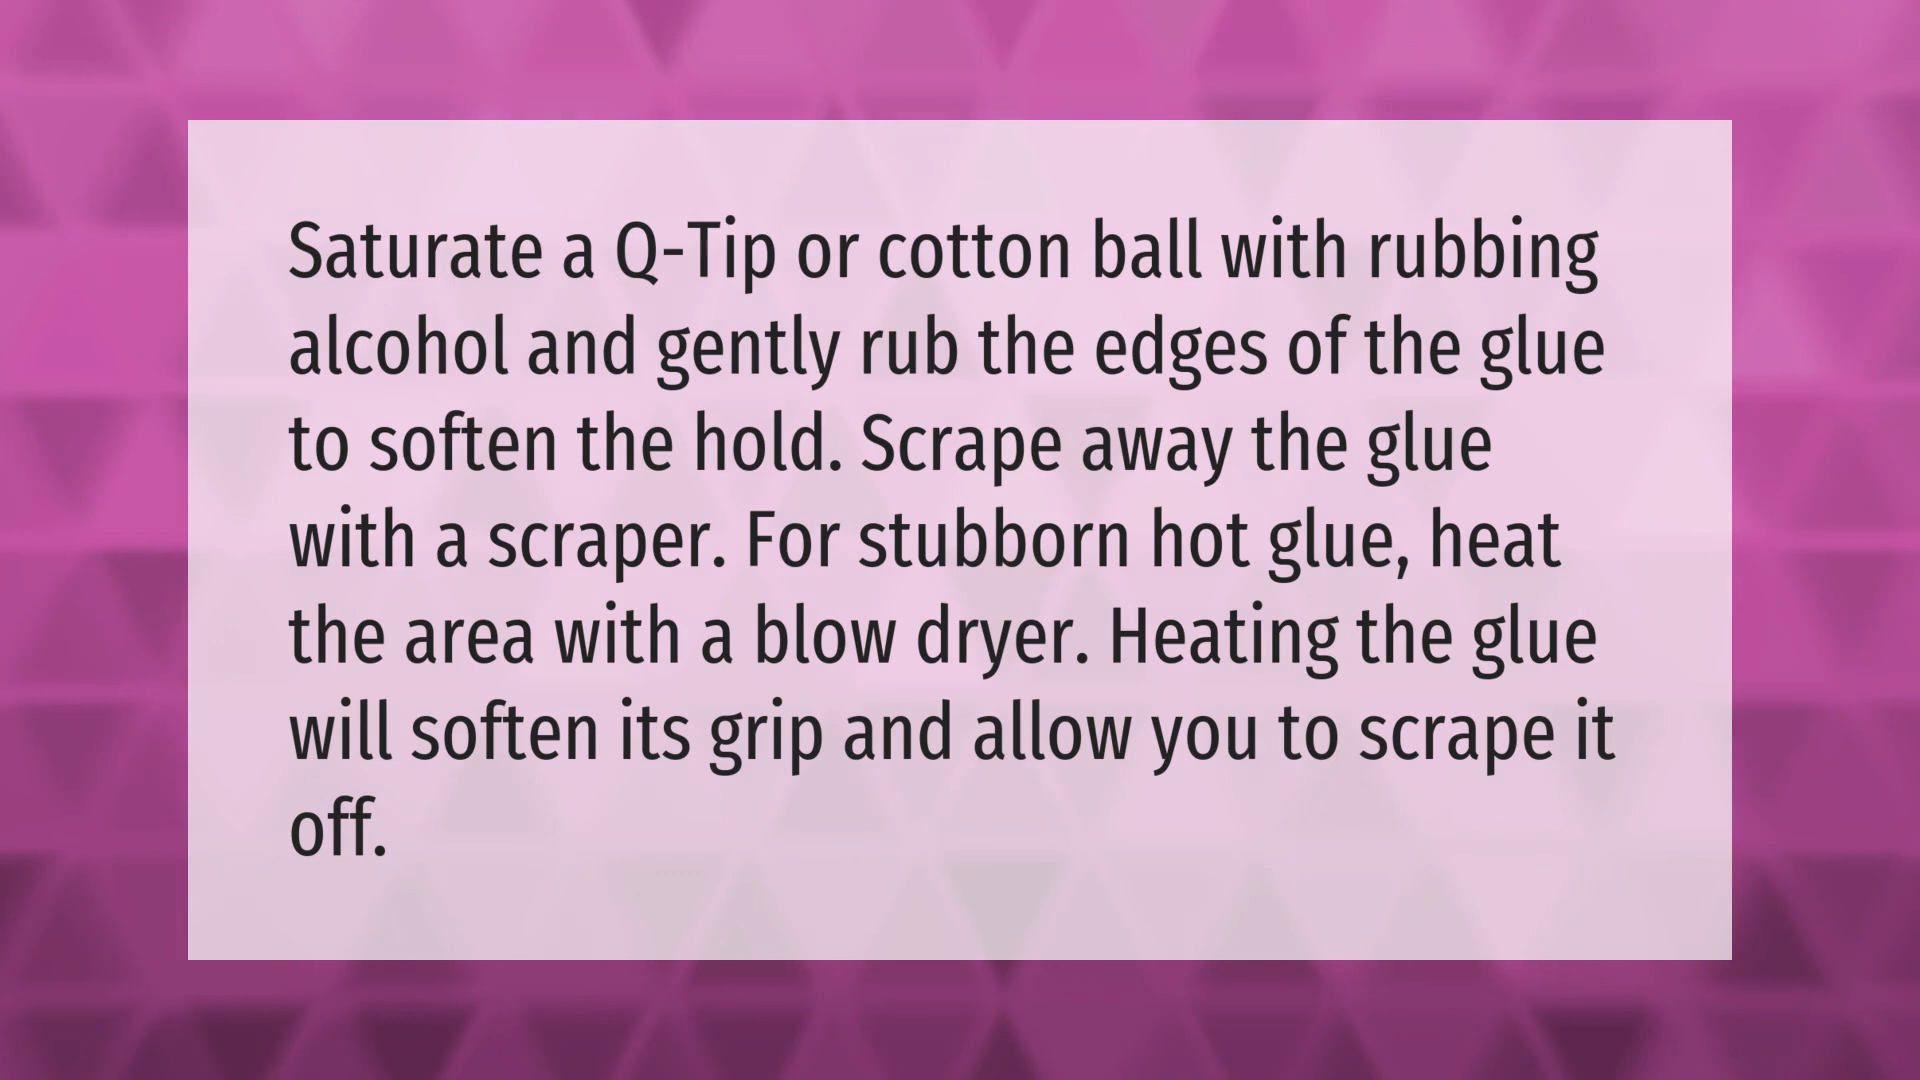 Saturate a Q-Tip or cotton ball with rubbing
alcohol and gently rub the edges of the glue
to soften the hold. Scrape away the glue
with a scraper. For stubborn hot glue, heat
the area with a blow dryer. Heating the glue
will soften its grip and allow you to scrape it
off.